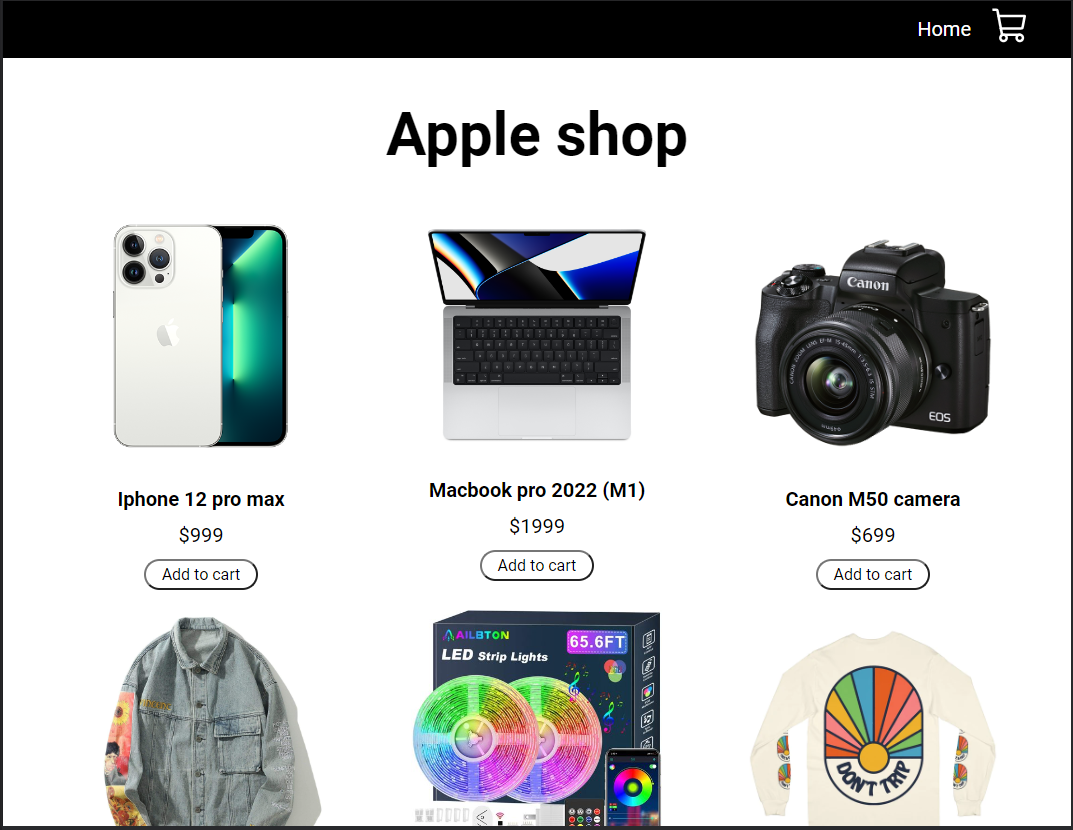 Home
Apple shop
Canon
EOS
Iphone 12 pro max
Macbook pro 2022 (M1)
Canon M50 camera
$999
$1999
$699
Add to cart
Add to cart
Add to cart
AILBTON
65.6FT
LED Strip Lights
DON'T TRIP